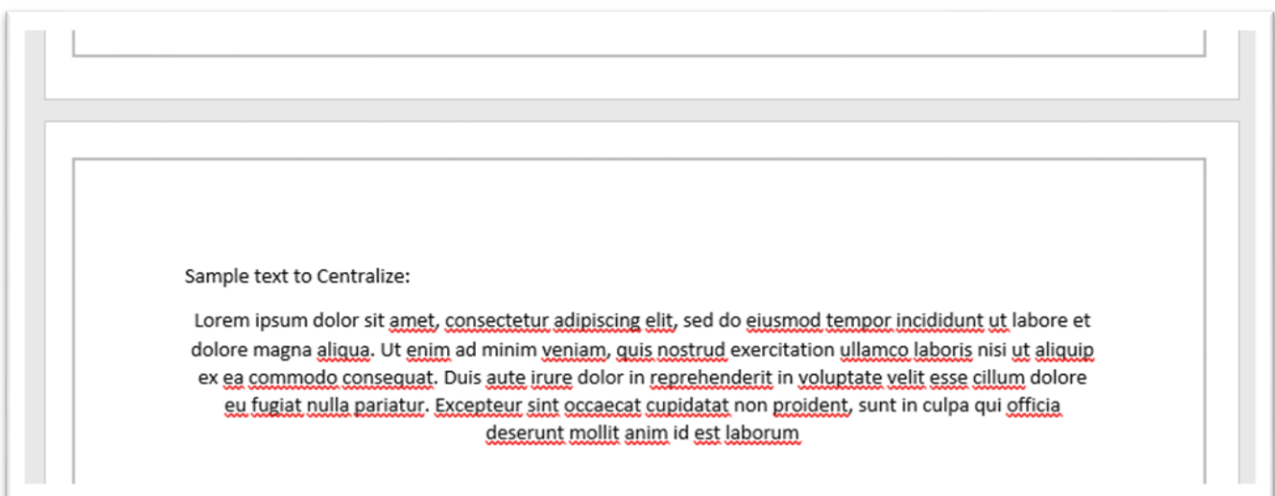 Sample text to Centralize:
Lorem ipsum dolor sit amet, consectetur adipiscing elit, sed do eiusmod tempor incididunt ut labore et
dolore magna aliqua. Ut enim ad minim veniam, quis nostrud exercitation ullamco laboris nisi ut aliquip
ex ea commodo consequat. Duis aute irure dolor in reprehenderit in voluptate velit esse cillum dolore
eu fugiat nulla pariatur. Excepteur sint occaecat cupidatat non proident, sunt in culpa qui officia
deserunt mollit anim id est laborum